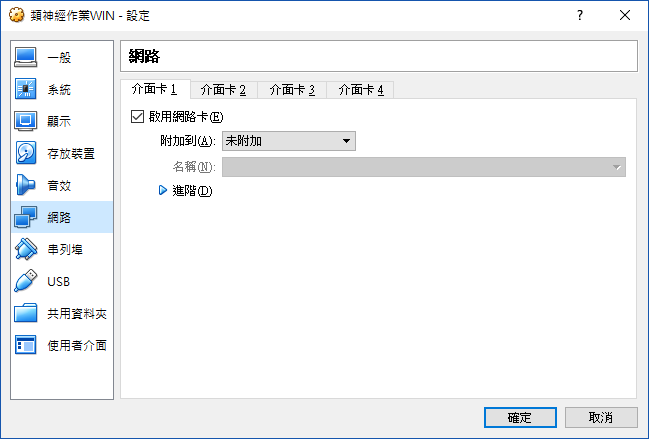 類神經作業WIN - 設定
?
一般
系統
顯示
存放裝置
音效
網路
串列埠
USB
共用資料夾
使用者介面
網路
介面卡 1 介面卡 2 介面卡 3 介面卡 4
啟用網路卡(E)
附加到(A): 未附加
名稱(N):
進階(D)
確定 取消